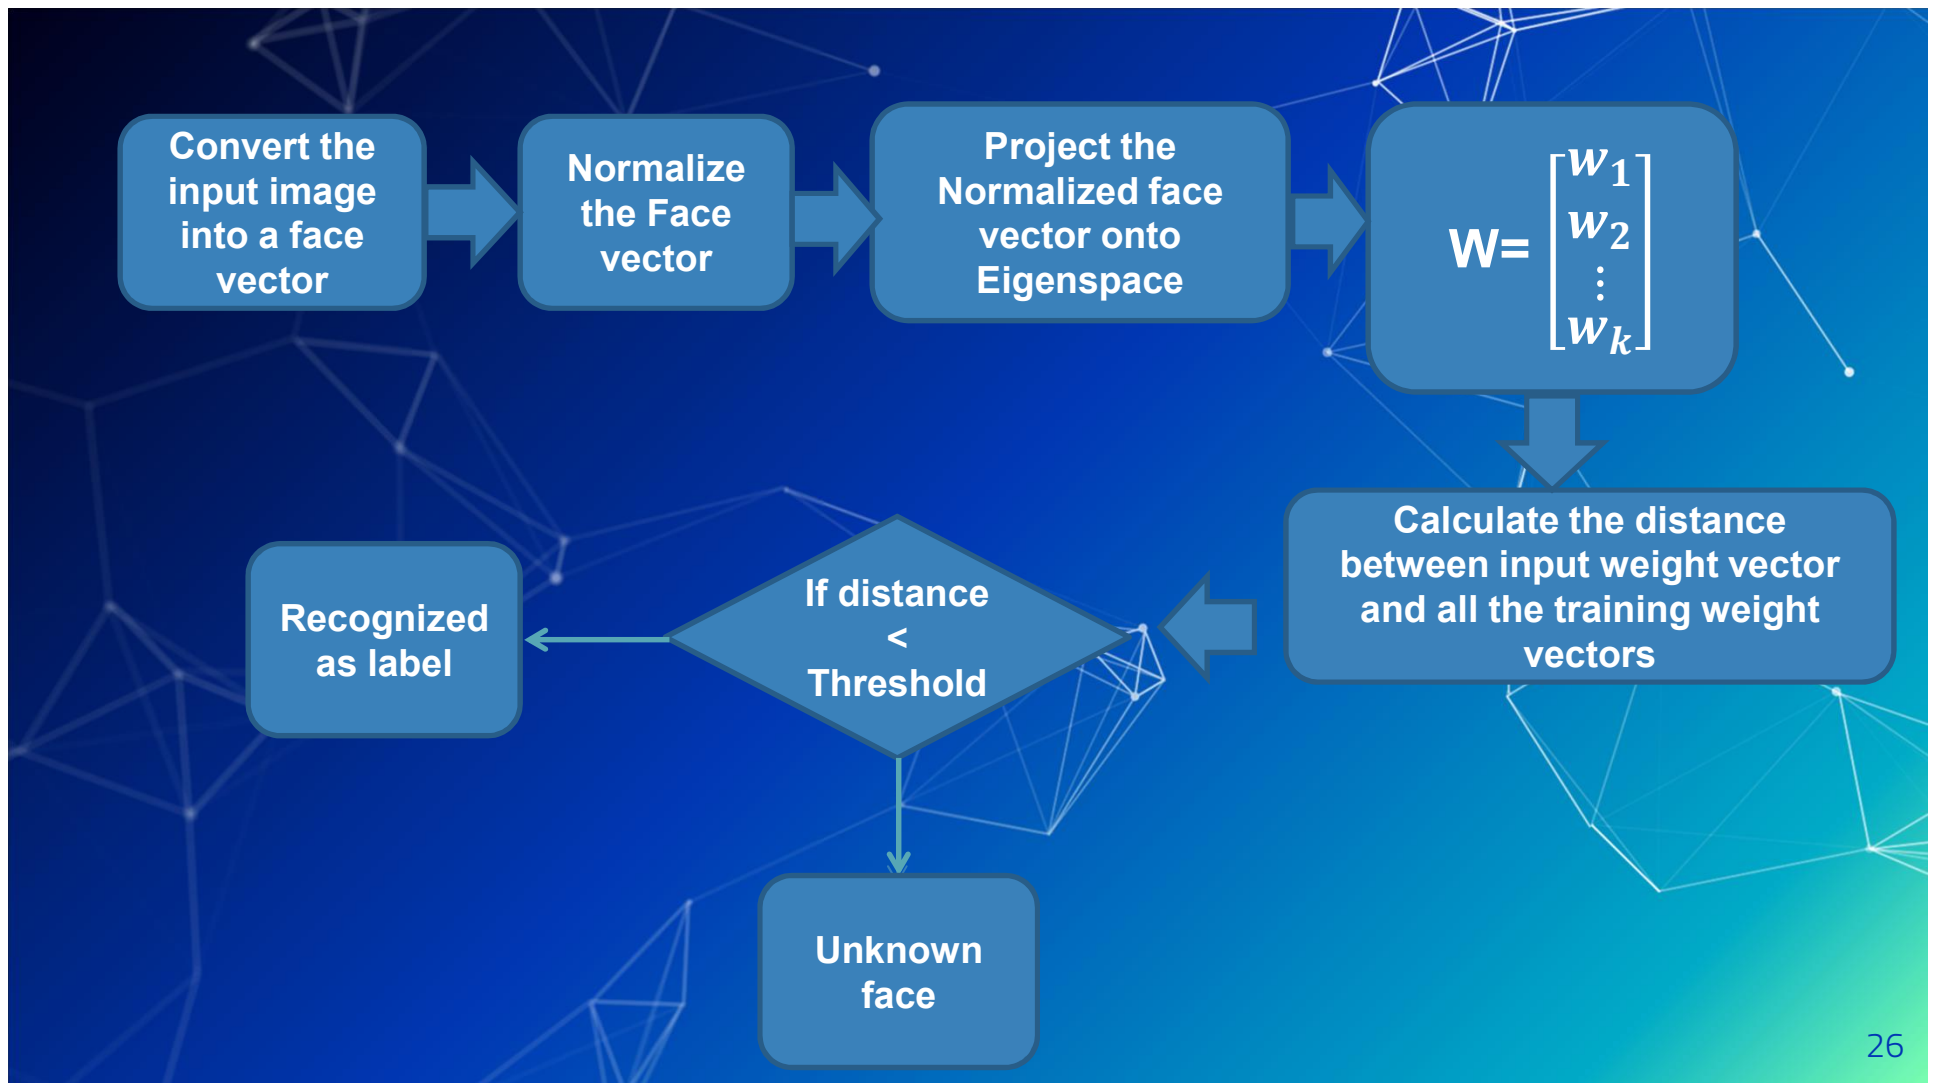 Convert the
input image
into a face
vector
Normalize
the Face
vector
Project the
Normalized face
vector onto
Eigenspace
W=
w1
w2
⋮
wk
Calculate the distance
between input weight vector
and all the training weight
vectors
If distance
<
Threshold
Recognized
as label
Unknown
face
26